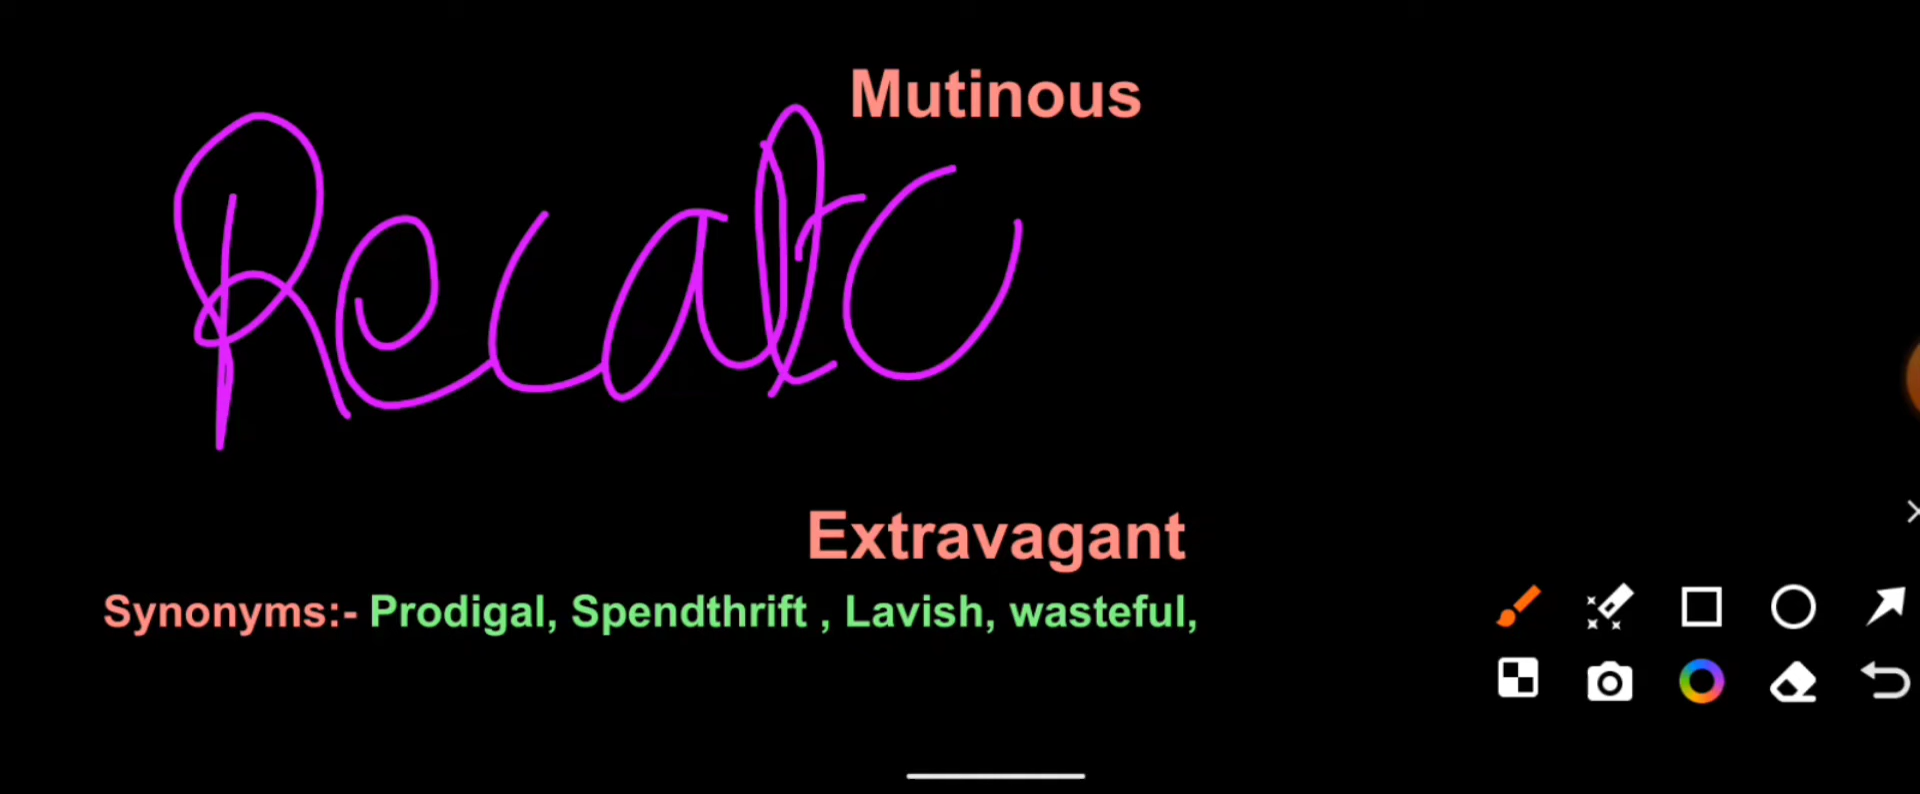 Mutinous
Extravagant
Synonyms:- Prodigal, Spendthrift , Lavish, wasteful,